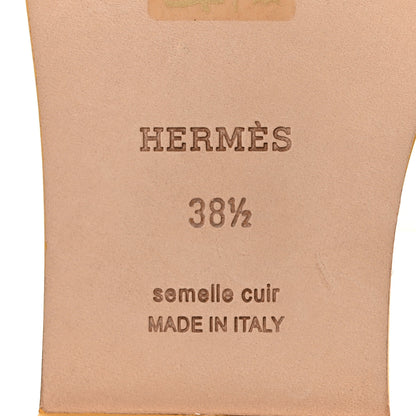 HERMÈS
38½
semelle cuir
MADE IN ITALY